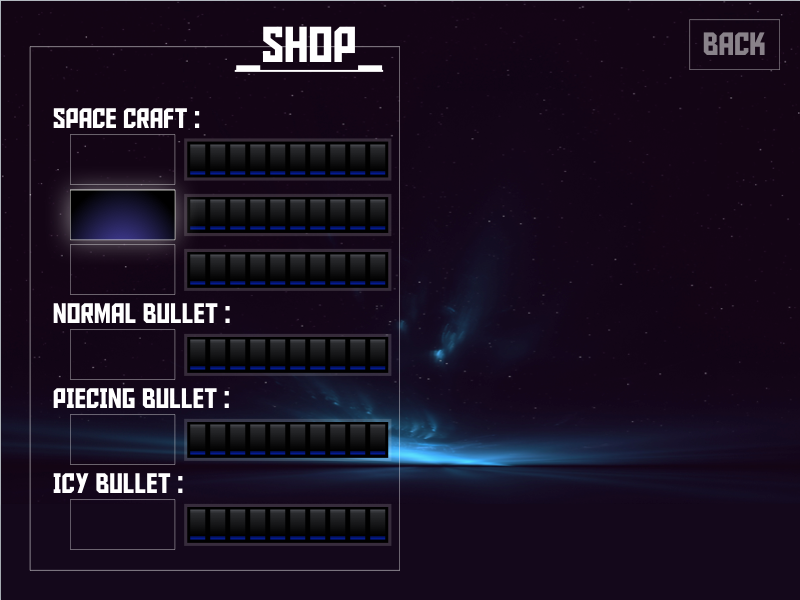 _SHOP_
BACK
SPACE CRAFT :
NORMAL BULLET :
PIECING BULLET :
ICY BULLET :